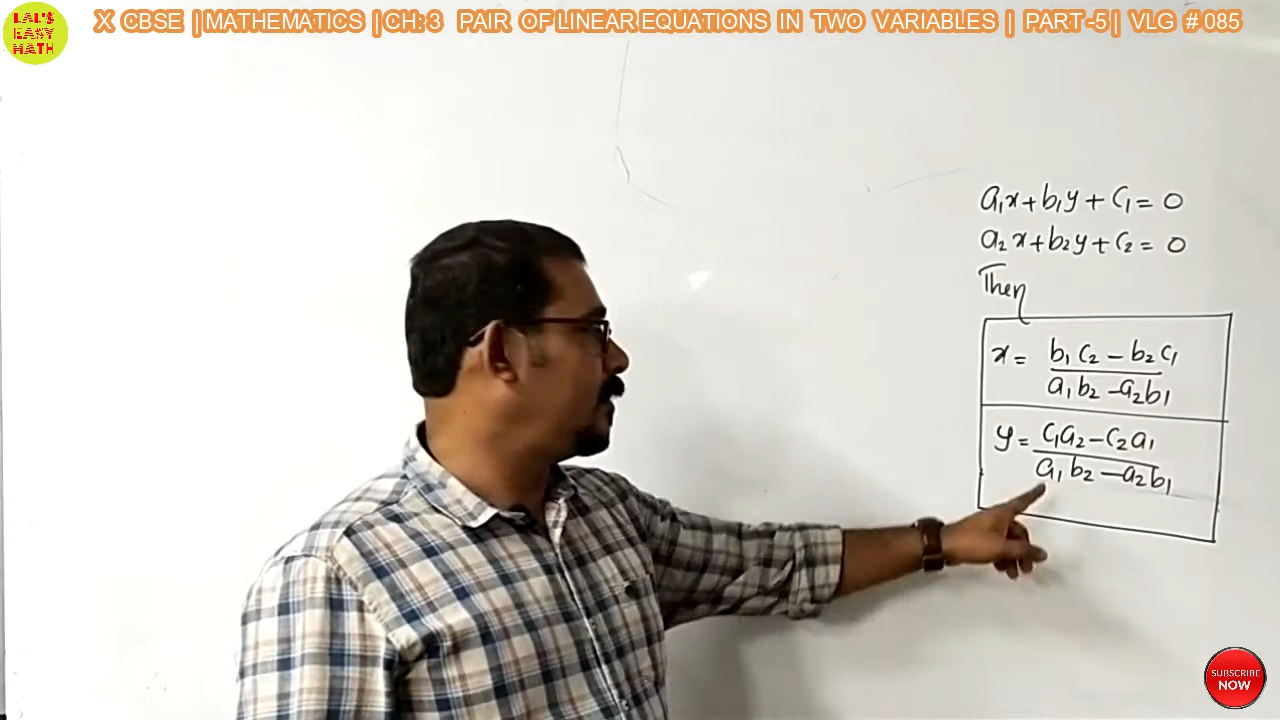 LAL'S
EASY
MATH
X CBSE | MATHEMATICS | CH: 3 PAIR OF LINEAR EQUATIONS IN TWO VARIABLES | PART -5 | VLG # 085
a₁x + b₁y + c₁ = 0
a₂x + b₂y + c₂ = 0
Then
x = b₁c₂ - b₂c₁
a₁b₂ - a₂b₁
y = c₁a₂ - c₂a₁
a₁b₂ - a₂b₁
SUBSCRIBE
NOW